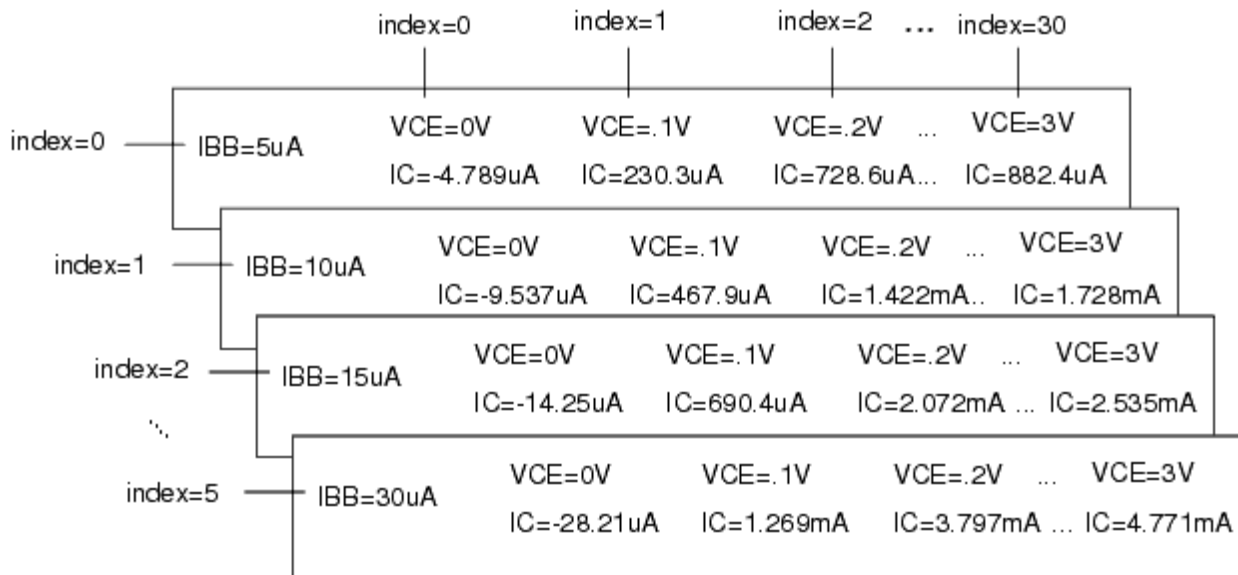 index=0 index=1 index=2 ... index=30
index=0 IBB=5uA VCE=0V VCE=.1V VCE=.2V ... VCE=3V
IC=-4.789uA IC=230.3uA IC=728.6uA... IC=882.4uA
index=1 IBB=10uA VCE=0V VCE=.1V VCE=.2V ... VCE=3V
IC=-9.537uA IC=467.9uA IC=1.422mA.. IC=1.728mA
index=2 IBB=15uA VCE=0V VCE=.1V VCE=.2V ... VCE=3V
IC=-14.25uA IC=690.4uA IC=2.072mA ... IC=2.535mA
index=5 IBB=30uA VCE=0V VCE=.1V VCE=.2V ... VCE=3V
IC=-28.21uA IC=1.269mA IC=3.797mA ... IC=4.771mA